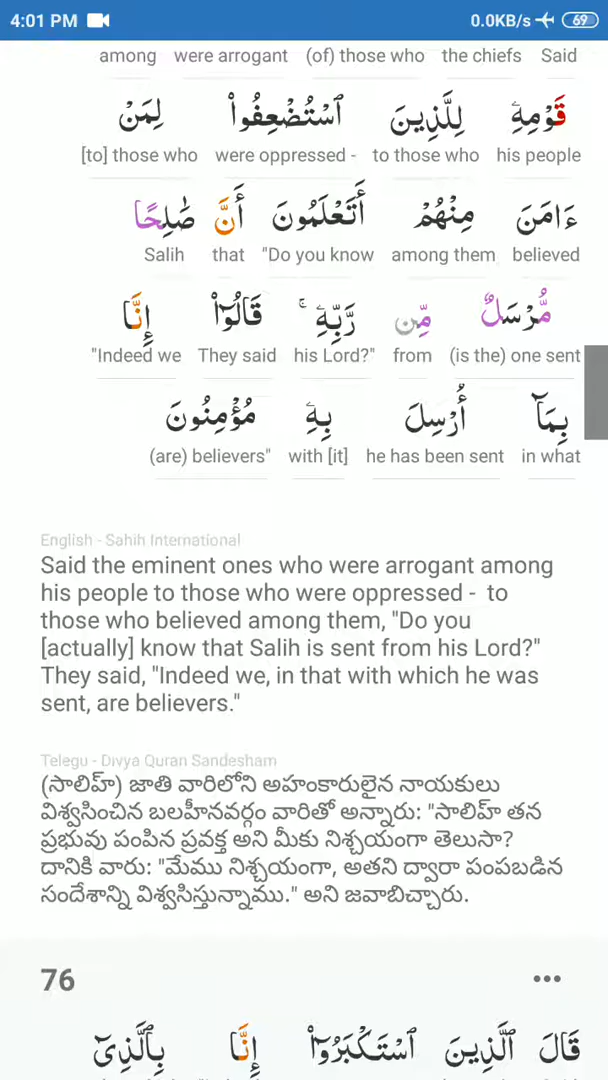 4:01 PM 0.0KB/s 69
among were arrogant (of) those who the chiefs Said
قَوْمِهِۦ لِلَّذِينَ ٱسْتُضْعِفُوا۟ لِمَنْ
[to] those who were oppressed - to those who his people
ءَامَنَ مِنْهُمْ أَتَعْلَمُونَ أَنَّ صَٰلِحًا
Salih that "Do you know among them believed
مُّرْسَلٌ مِّن رَّبِّهِۦ ۚ قَالُوٓا۟ إِنَّا
"Indeed we They said his Lord?" from (is the) one sent
بِمَآ أُرْسِلَ بِهِۦ مُؤْمِنُونَ
(are) believers" with [it] he has been sent in what
English - Sahih International
Said the eminent ones who were arrogant among
his people to those who were oppressed - to
those who believed among them, "Do you
[actually] know that Salih is sent from his Lord?"
They said, "Indeed we, in that with which he was
sent, are believers."
Telegu - Divya Quran Sandesham
(సాలిహ్) జాతి వారిలోని అహంకారులైన నాయకులు
విశ్వసించిన బలహీనవర్గం వారితో అన్నారు: "సాలిహ్ తన
ప్రభువు పంపిన ప్రవక్త అని మీకు నిశ్చయంగా తెలుసా?
దానికి వారు: "మేము నిశ్చయంగా, అతని ద్వారా పంపబడిన
సందేశాన్ని విశ్వసిస్తున్నాము." అని జవాబిచ్చారు.
76
قَالَ ٱلَّذِينَ ٱسْتَكْبَرُوٓا۟ إِنَّا بِٱلَّذِىٓ